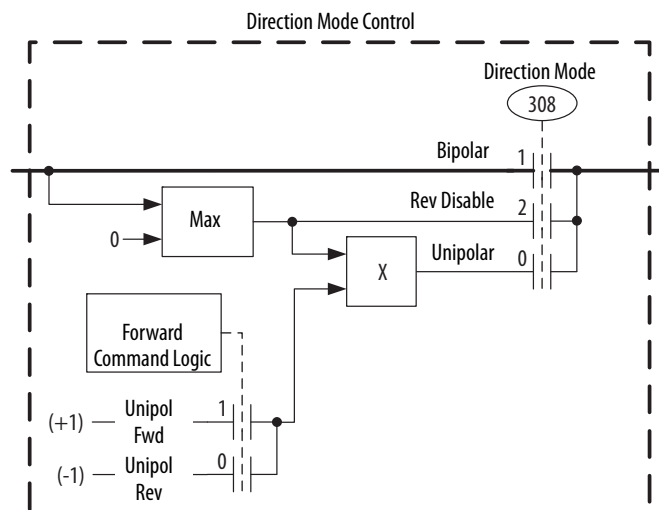 Direction Mode Control
Direction Mode
308
Bipolar 1
Rev Disable 2
Max
0
Unipolar 0
X
Forward
Command Logic
(+1) Unipol 1
Fwd
(-1) Unipol 0
Rev